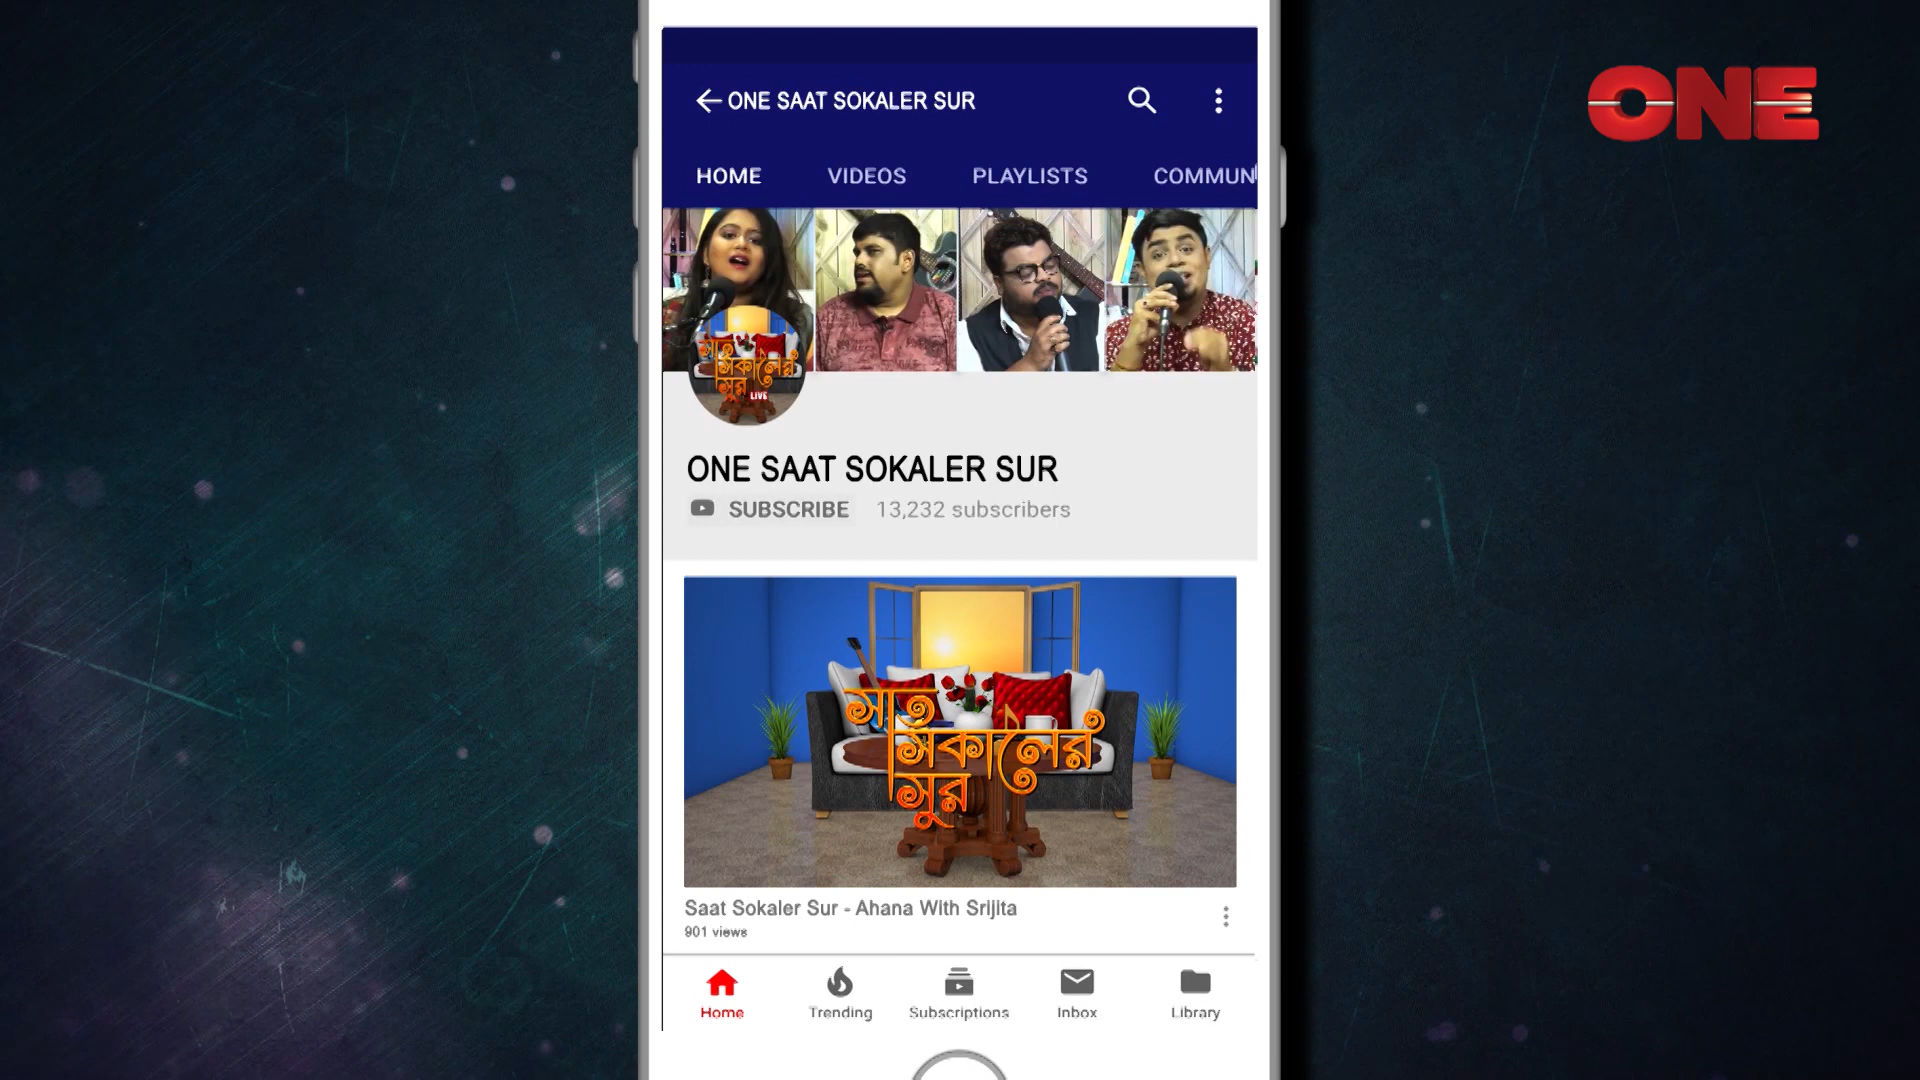 ONE
ONE SAAT SOKALER SUR
HOME VIDEOS PLAYLISTS COMMUN
সাত
সকালের
সুর
LIVE
ONE SAAT SOKALER SUR
SUBSCRIBE 13,232 subscribers
সাত
সকালের
সুর
Saat Sokaler Sur - Ahana With Srijita
901 views
Home Trending Subscriptions Inbox Library